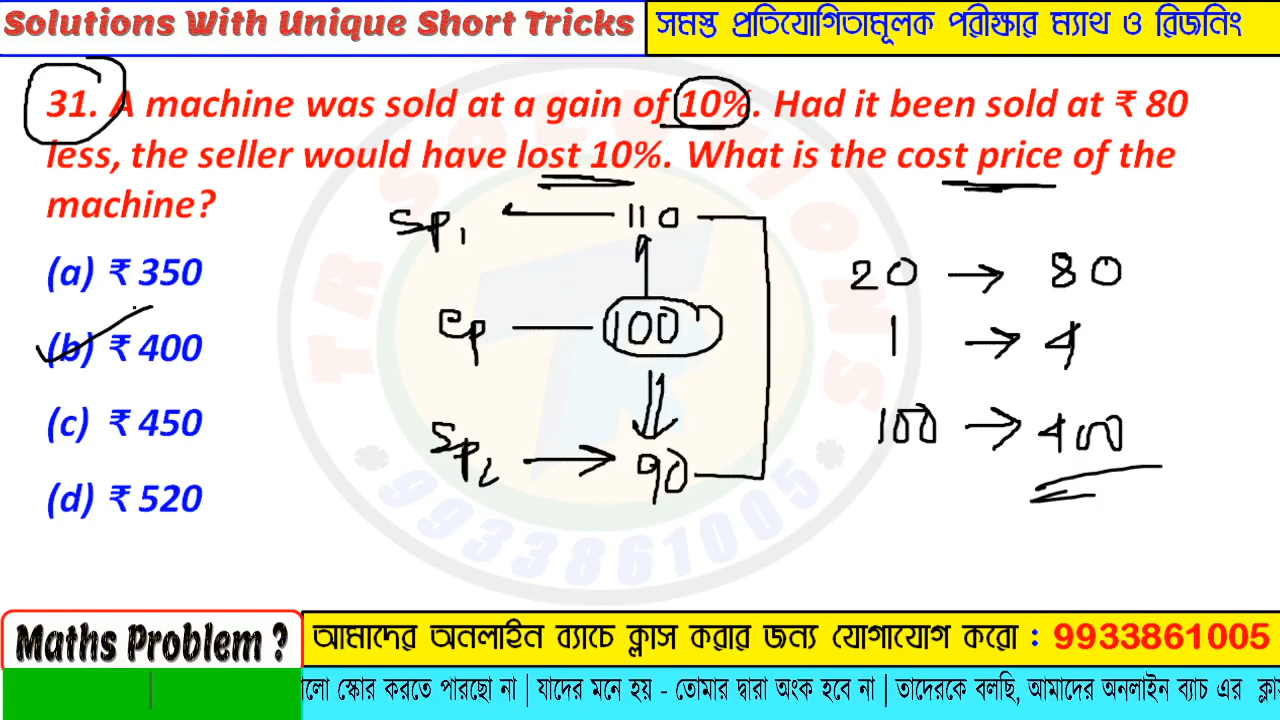 Solutions With Unique Short Tricks
সমস্ত প্রতিযোগিতামূলক পরীক্ষার ম্যাথ ও রিজনিং
31. A machine was sold at a gain of 10%. Had it been sold at ₹ 80
less, the seller would have lost 10%. What is the cost price of the
machine?
SP₁ 110
(a) ₹ 350
20 → 80
CP 100
(b) ₹ 400
1 → 4
(c) ₹ 450
100 → 400
SP₂ → 90
(d) ₹ 520
TR SOLUTIONS
*9933861005*
Maths Problem ?
আমাদের অনলাইন ব্যাচে ক্লাস করার জন্য যোগাযোগ করো : 9933861005
স্কোর করতে পারছো না | যাদের মনে হয় - তোমার দ্বারা অংক হবে না | তাদেরকে বলছি, আমাদের অনলাইন ব্যাচ এর